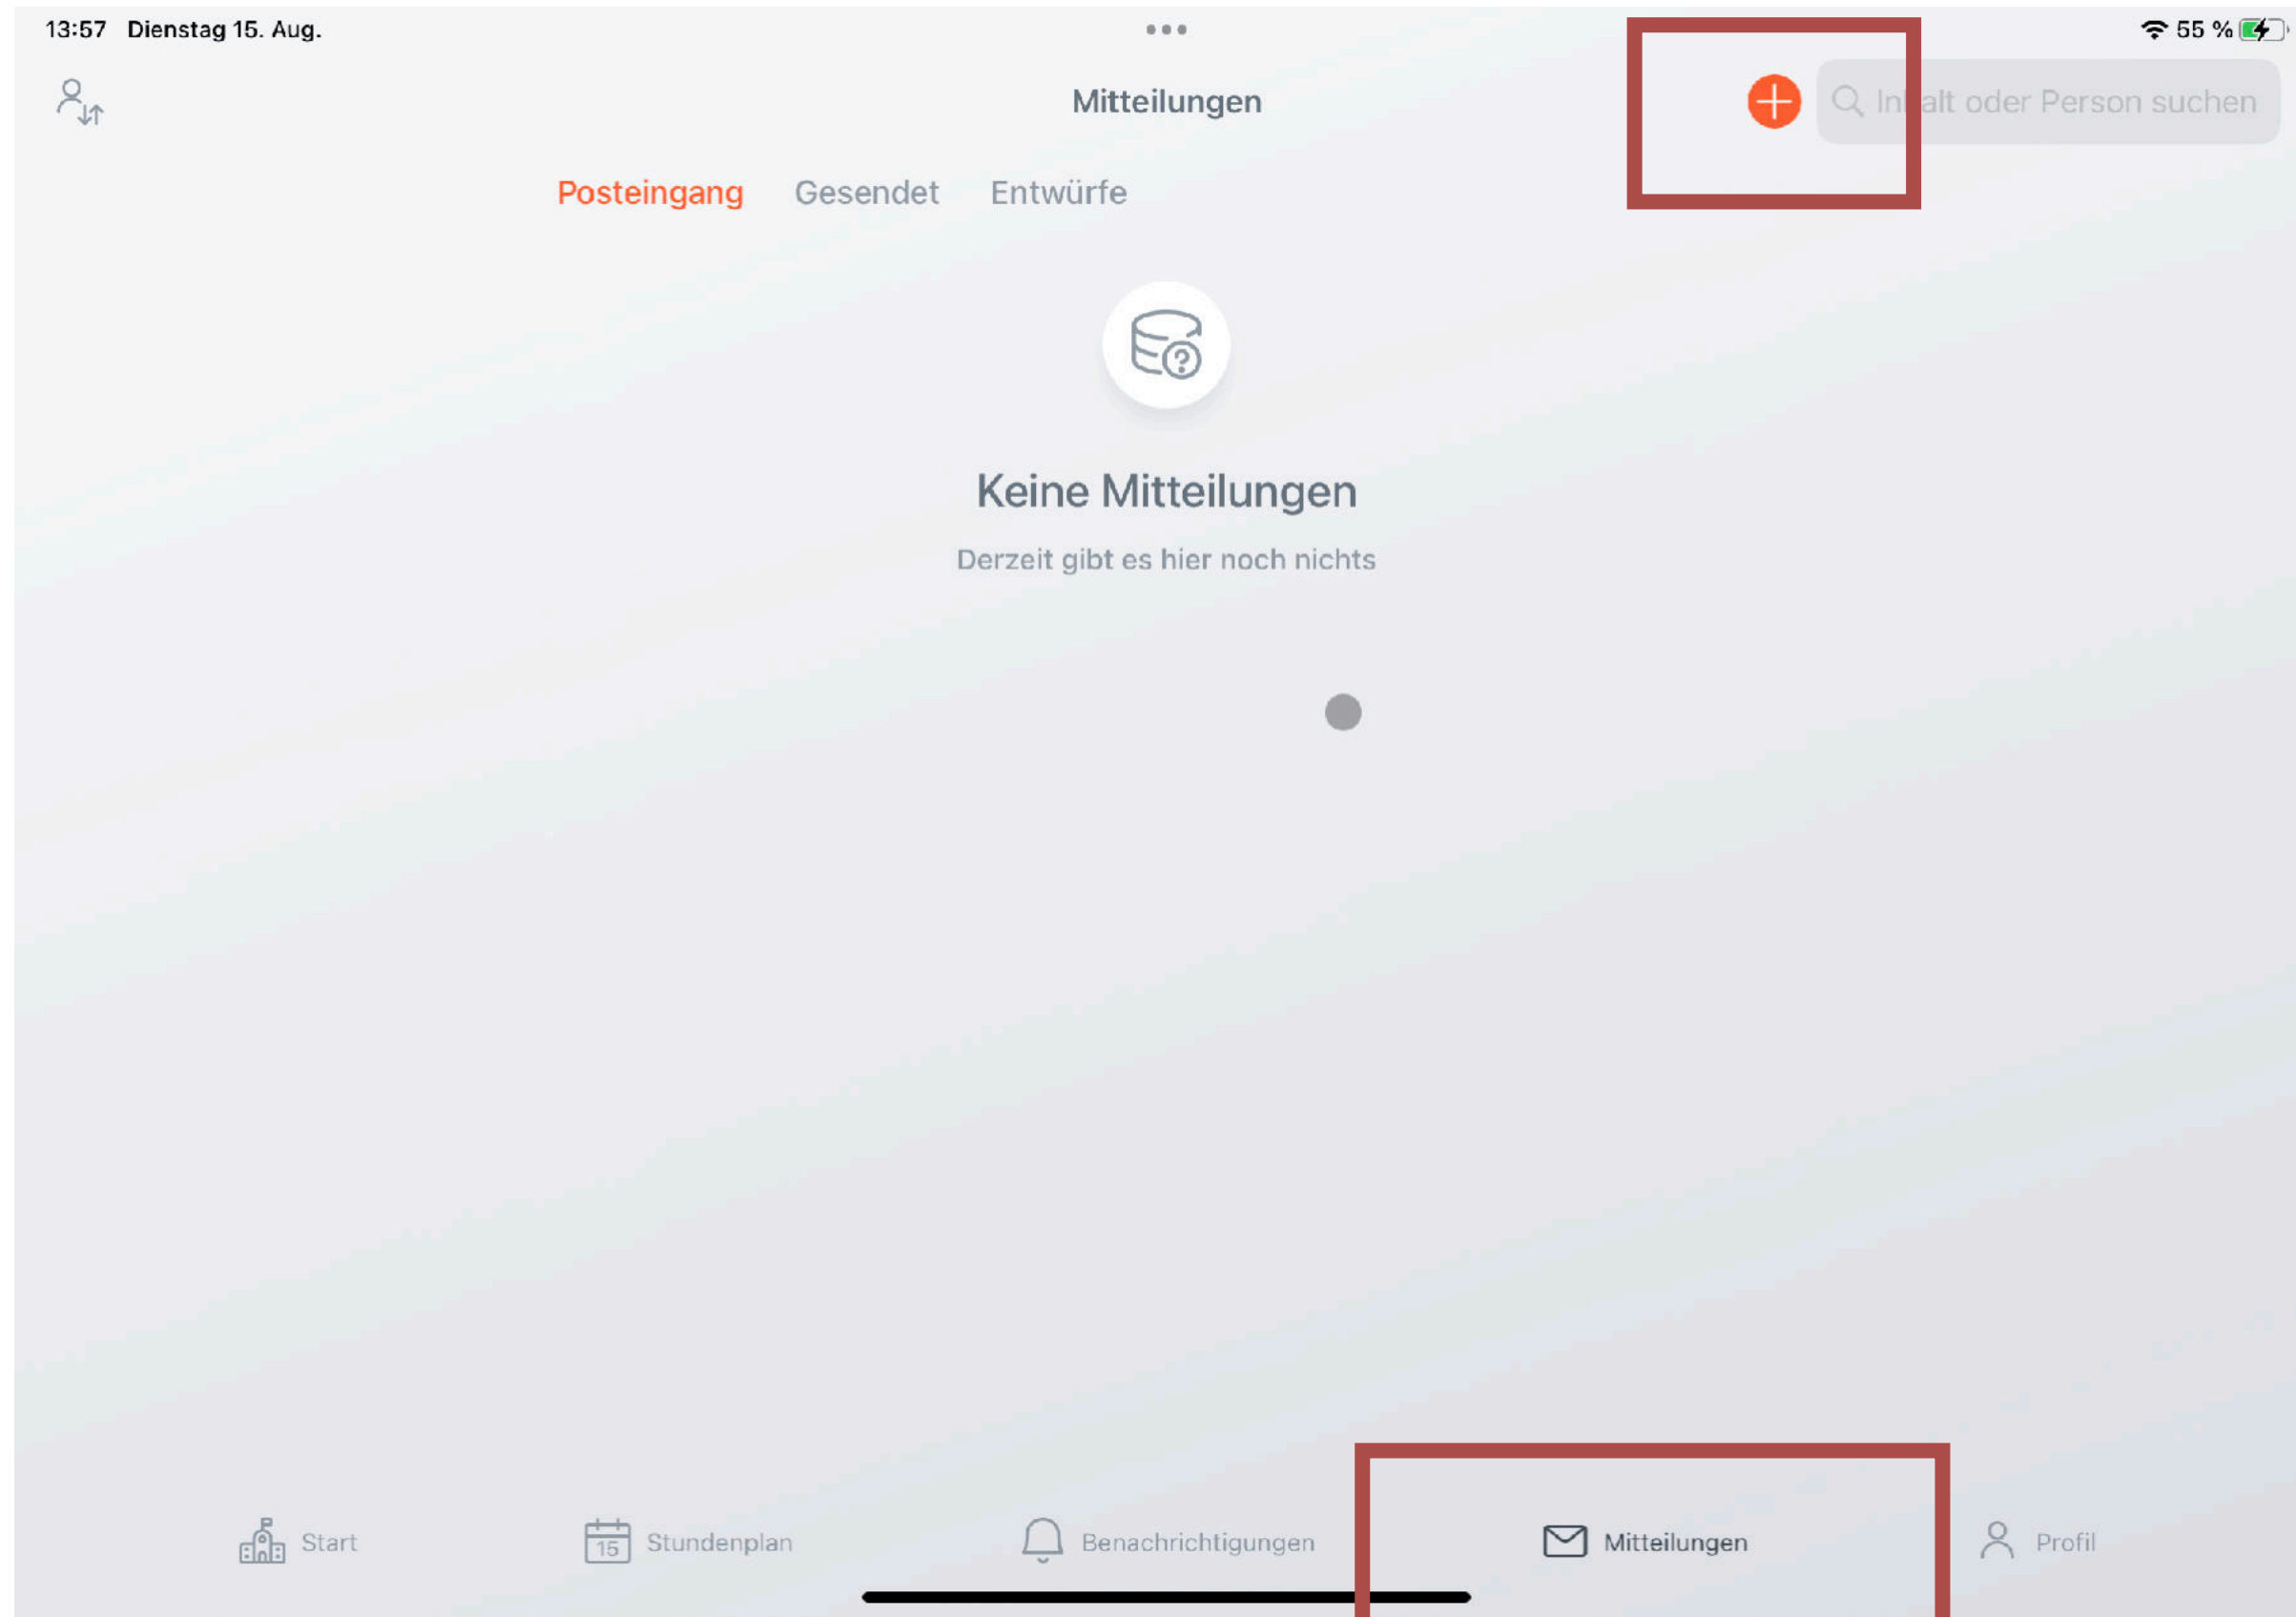 13:57 Dienstag 15. Aug.
55 %
Mitteilungen
Inhalt oder Person suchen
Posteingang Gesendet Entwürfe
Keine Mitteilungen
Derzeit gibt es hier noch nichts
Start
15 Stundenplan
Benachrichtigungen
Mitteilungen
Profil